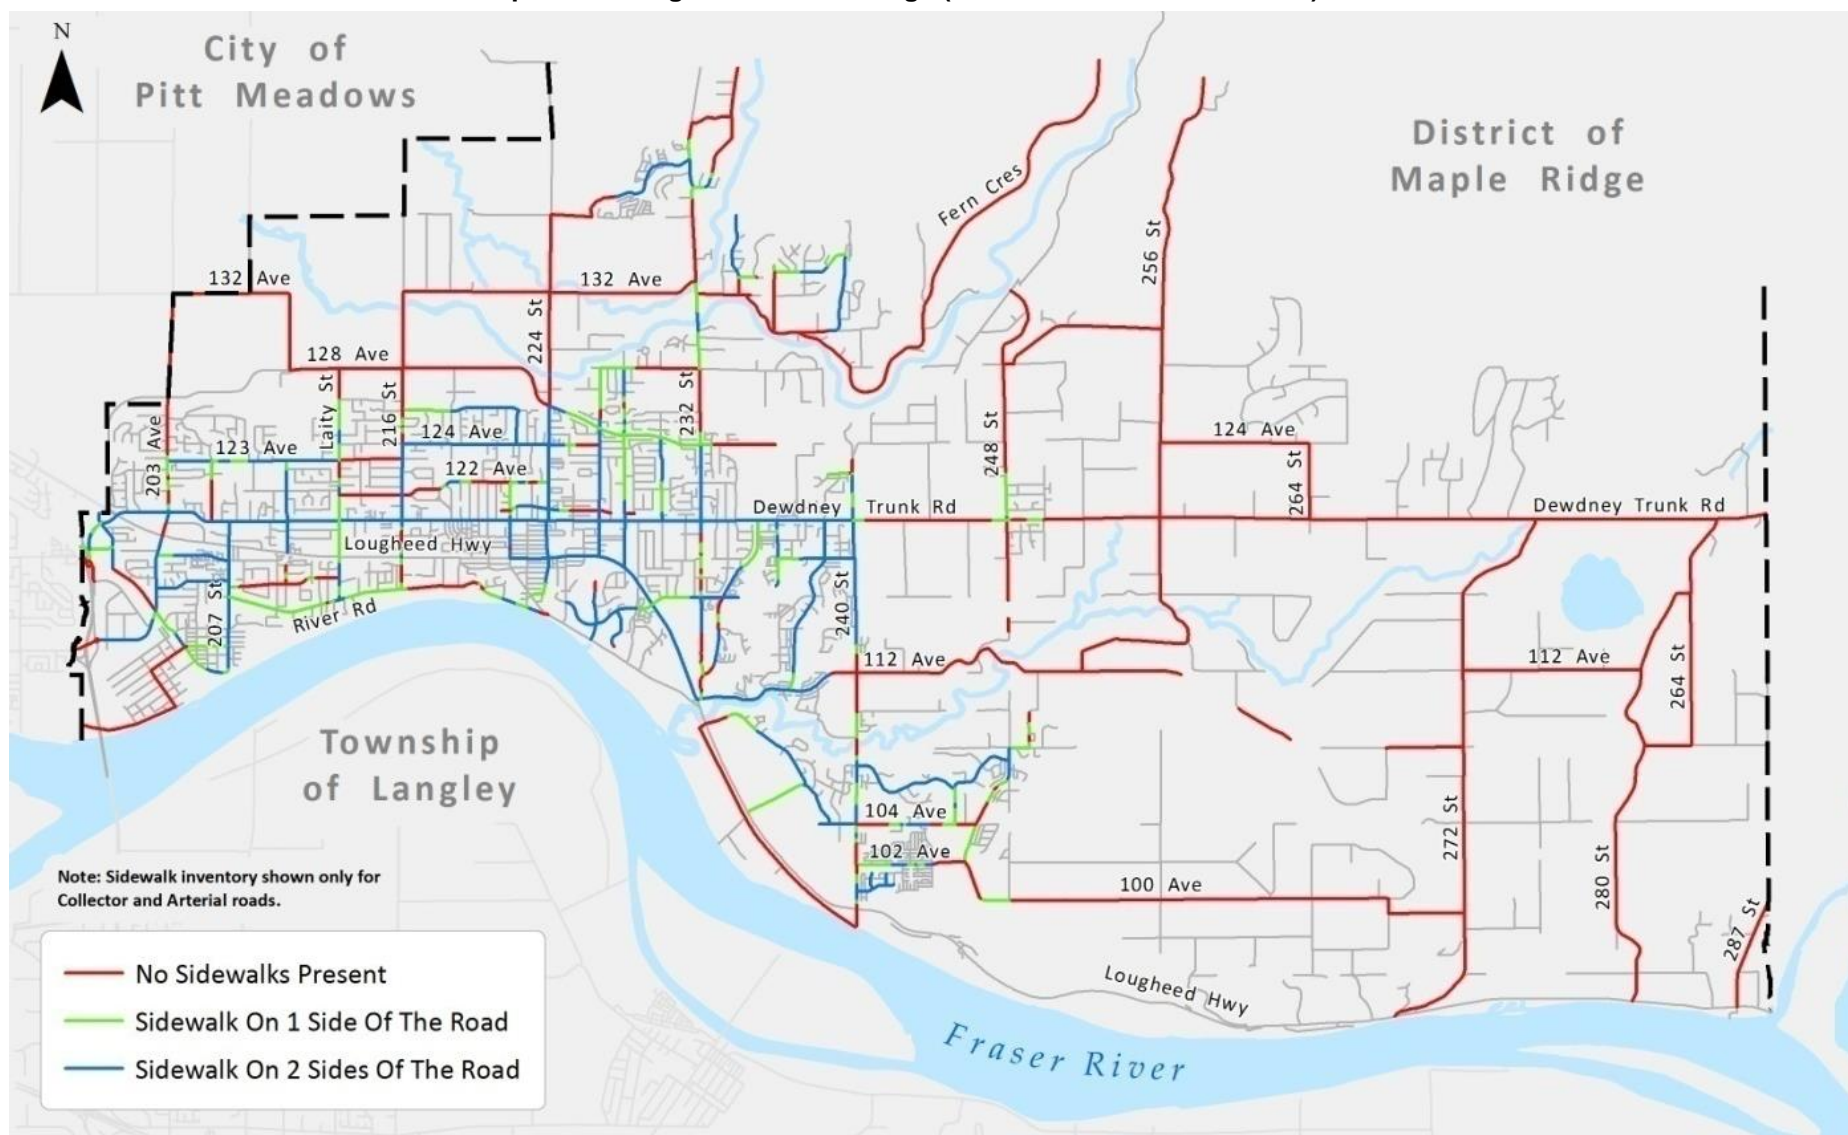 N
City of
Pitt Meadows
District of
Maple Ridge
Fern Cres
256 St
132 Ave
132 Ave
224 St
128 Ave
Laity St
216 St
232 St
203 Ave
123 Ave
124 Ave
122 Ave
248 St
124 Ave
264 St
Dewdney Trunk Rd
Dewdney Trunk Rd
Lougheed Hwy
207 St
River Rd
240 St
112 Ave
112 Ave
264 St
Township
of Langley
104 Ave
102 Ave
272 St
280 St
100 Ave
287 St
Lougheed Hwy
Fraser River
Note: Sidewalk inventory shown only for
Collector and Arterial roads.
No Sidewalks Present
Sidewalk On 1 Side Of The Road
Sidewalk On 2 Sides Of The Road